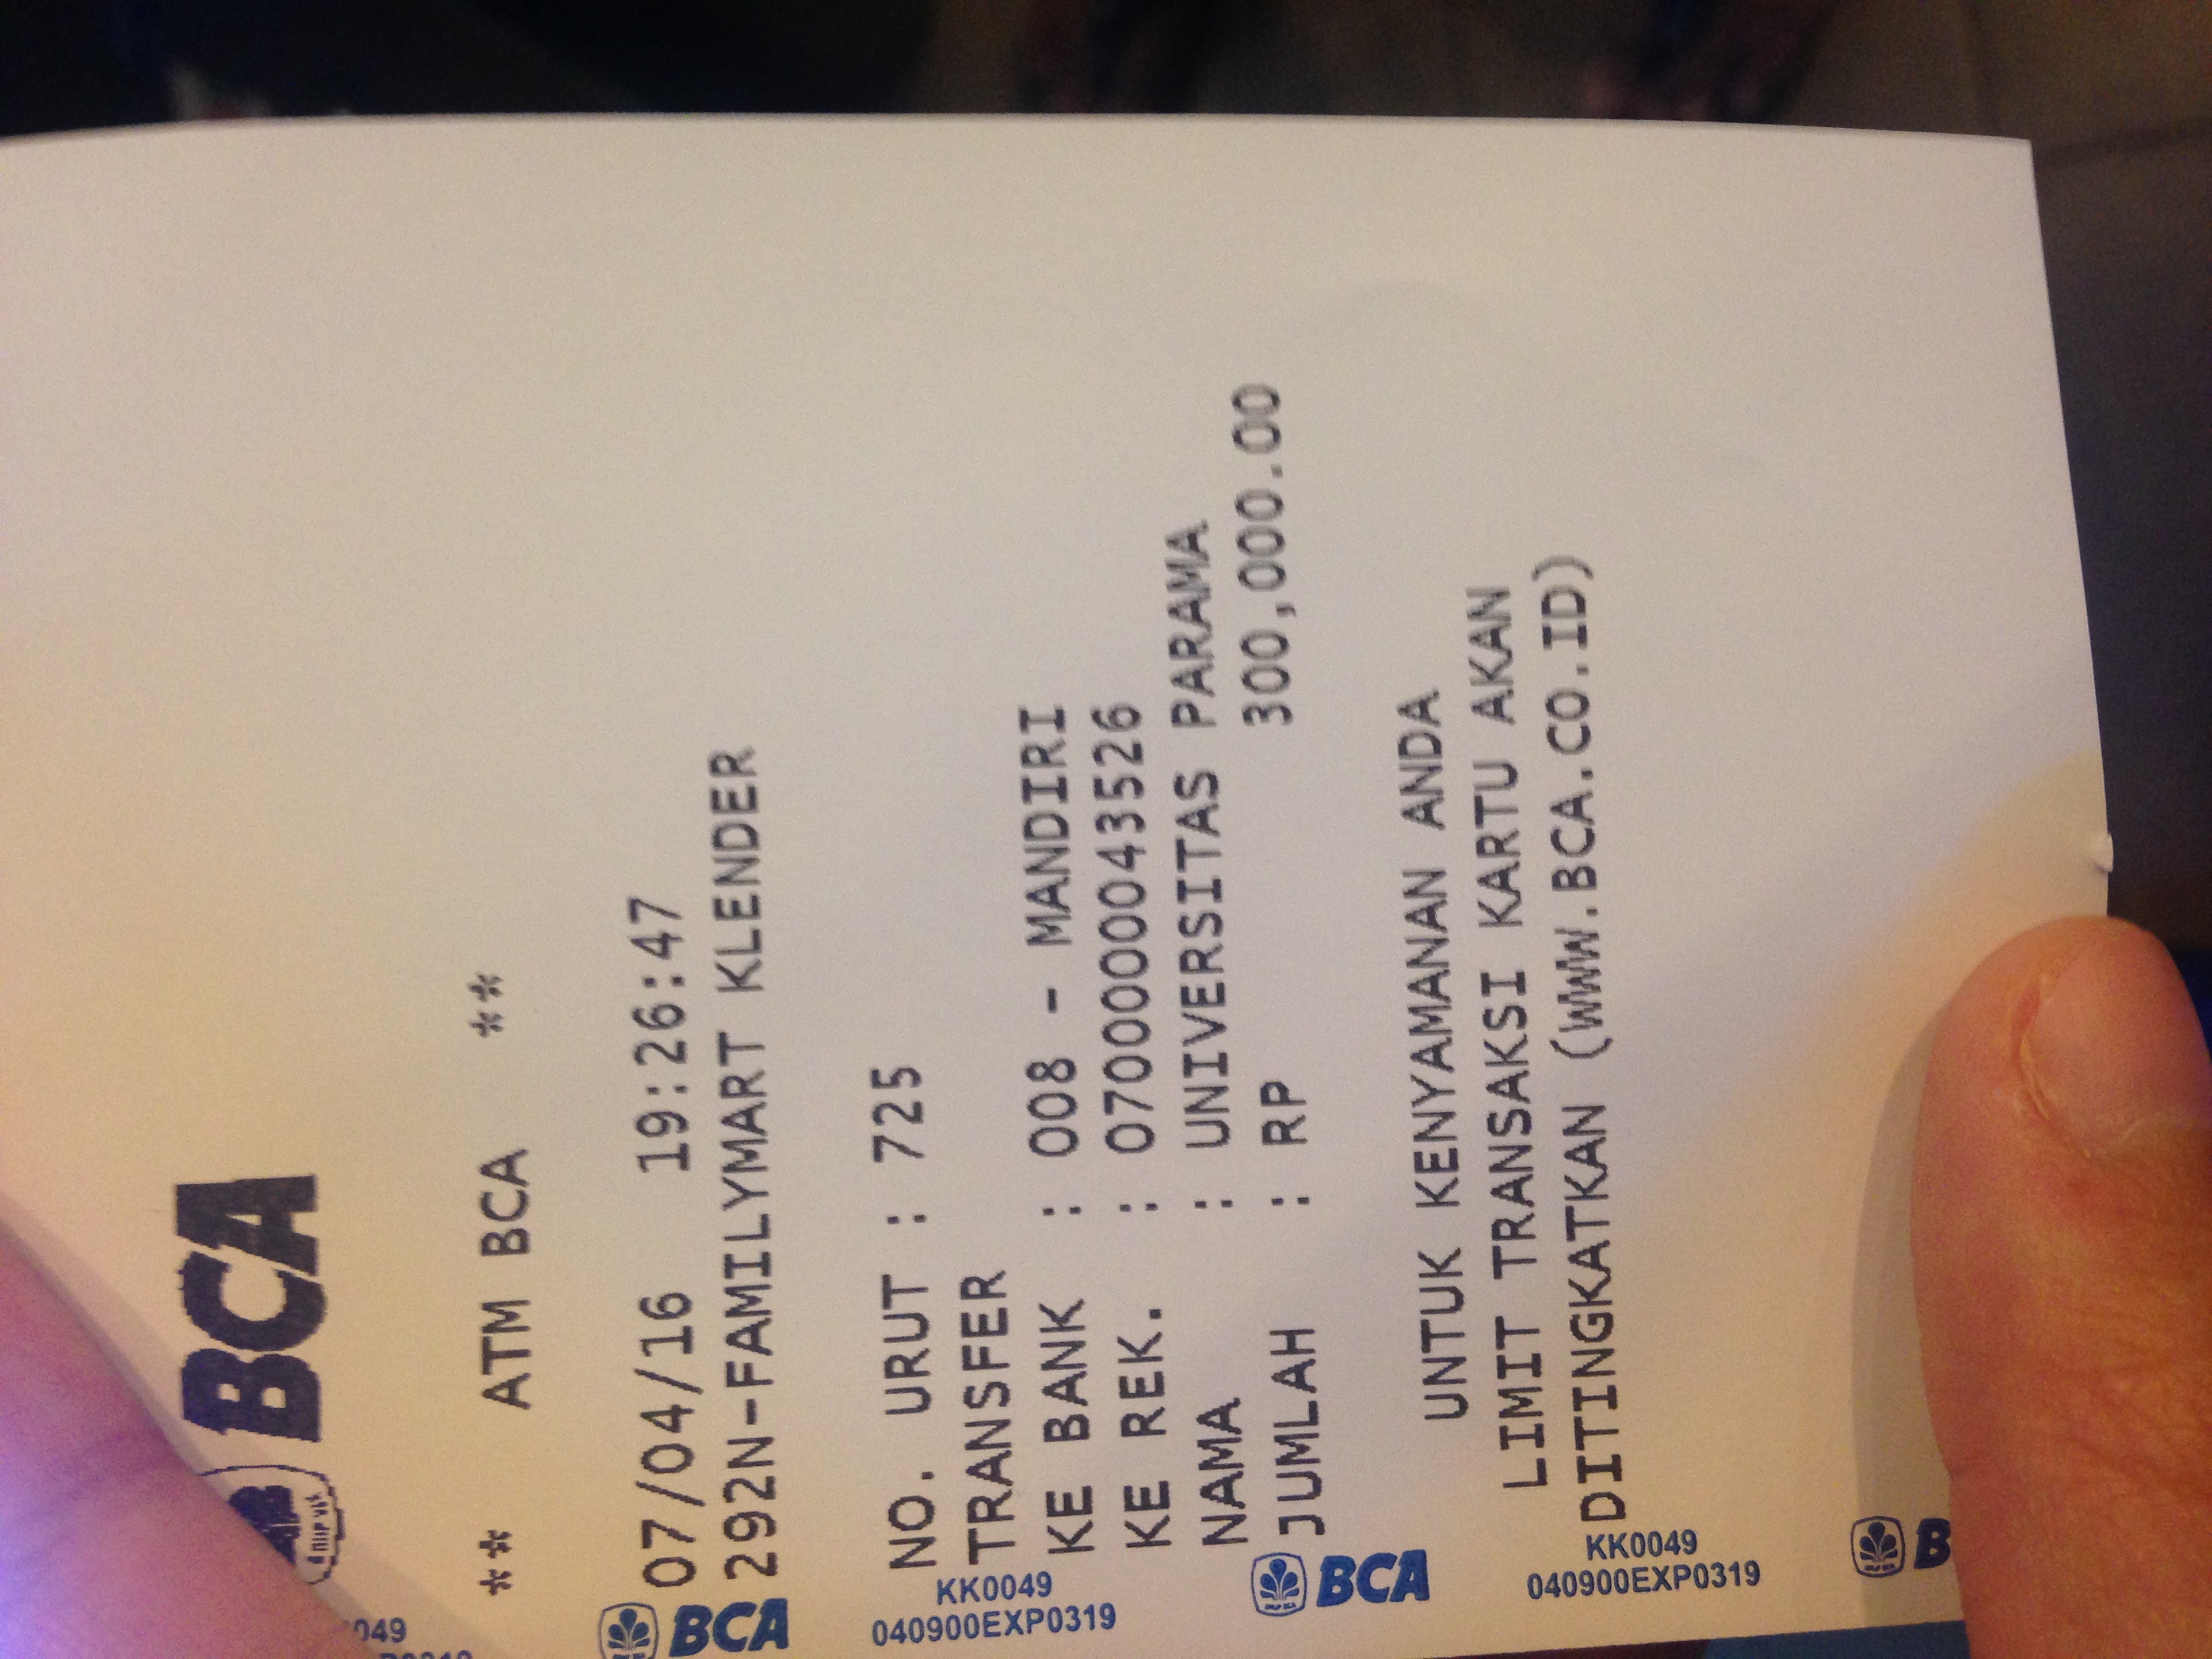 BCA
** ATM BCA **
07/04/16 19:26:47
292N-FAMILYMART KLENDER
NO. URUT : 725
TRANSFER
KE BANK : 008 - MANDIRI
KE REK. : 0700000043526
NAMA : UNIVERSITAS PARAMA
JUMLAH : RP 300,000.00
UNTUK KENYAMANAN ANDA
LIMIT TRANSAKSI KARTU AKAN
DITINGKATKAN (WWW.BCA.CO.ID)
049
BCA
KK0049
040900EXP0319
BCA
KK0049
040900EXP0319
B